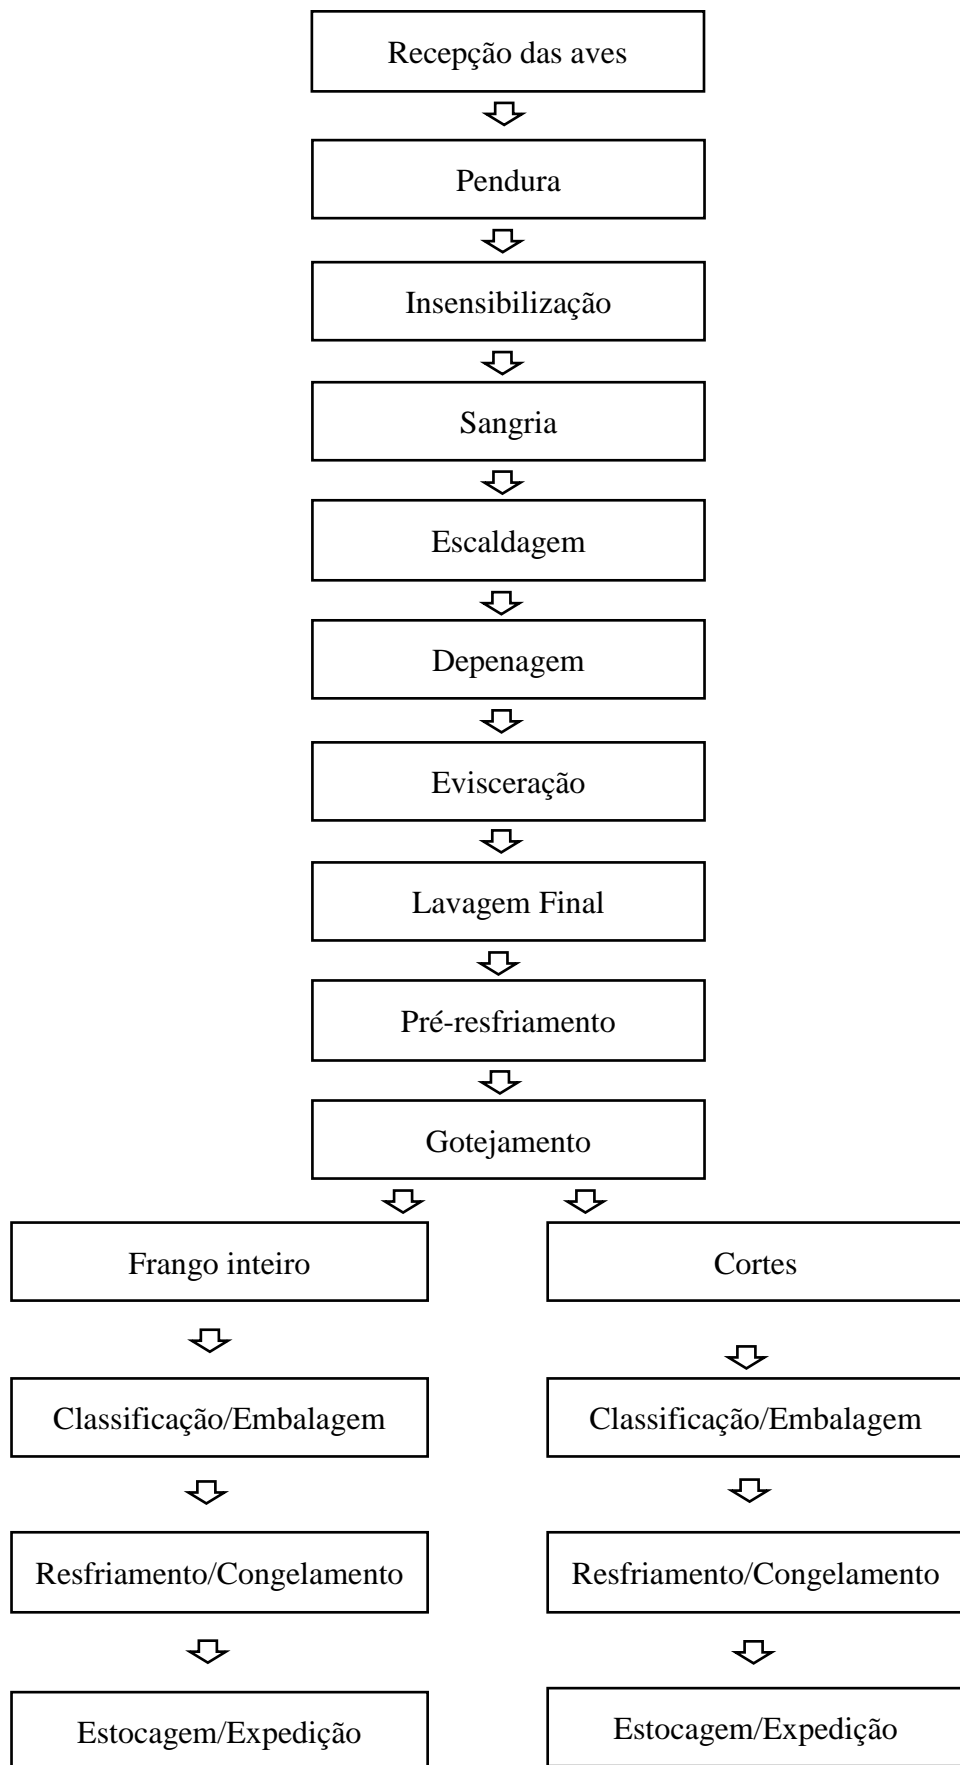 Recepção das aves
Pendura
Insensibilização
Sangria
Escaldagem
Depenagem
Evisceração
Lavagem Final
Pré-resfriamento
Gotejamento
Frango inteiro
Cortes
Classificação/Embalagem
Classificação/Embalagem
Resfriamento/Congelamento
Resfriamento/Congelamento
Estocagem/Expedição
Estocagem/Expedição